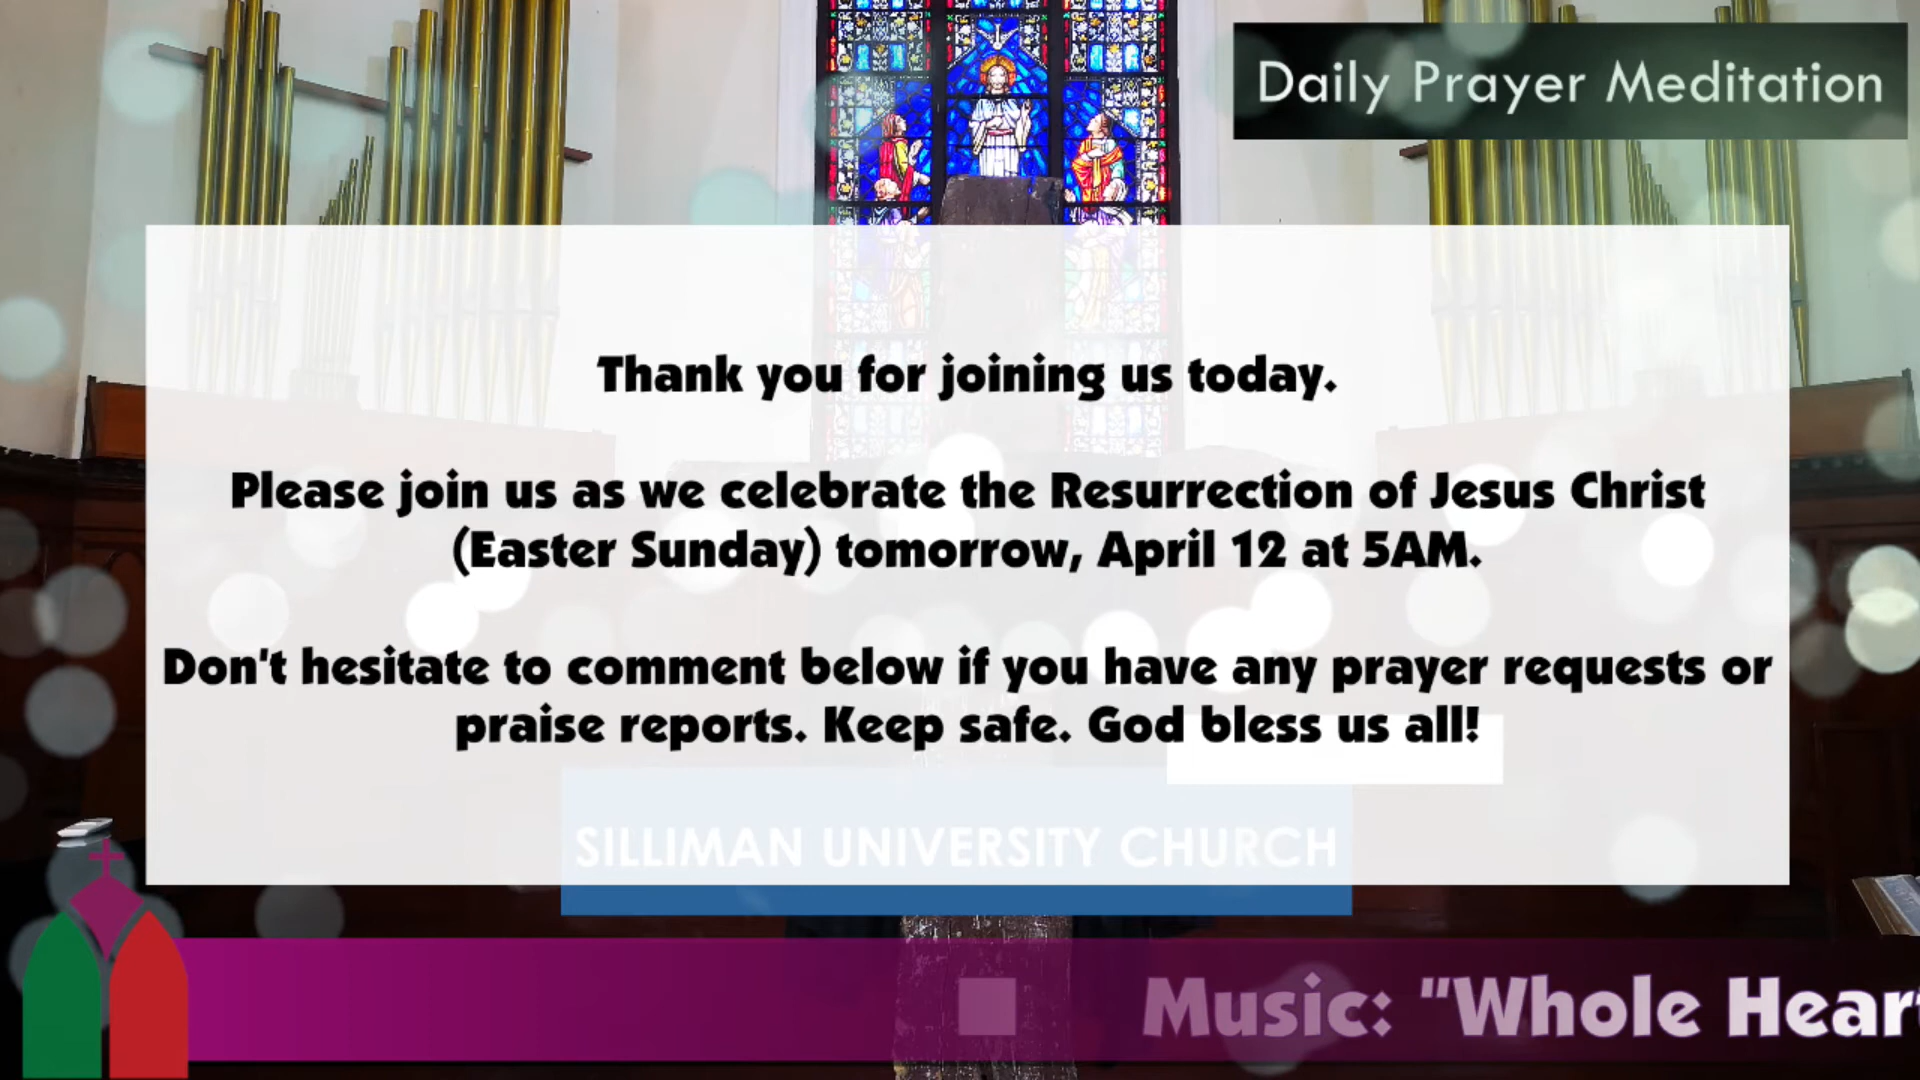 Daily Prayer Meditation
Thank you for joining us today.
Please join us as we celebrate the Resurrection of Jesus Christ
(Easter Sunday) tomorrow, April 12 at 5AM.
Don't hesitate to comment below if you have any prayer requests or
praise reports. Keep safe. God bless us all!
SILLIMAN UNIVERSITY CHURCH
Music: "Whole Heart